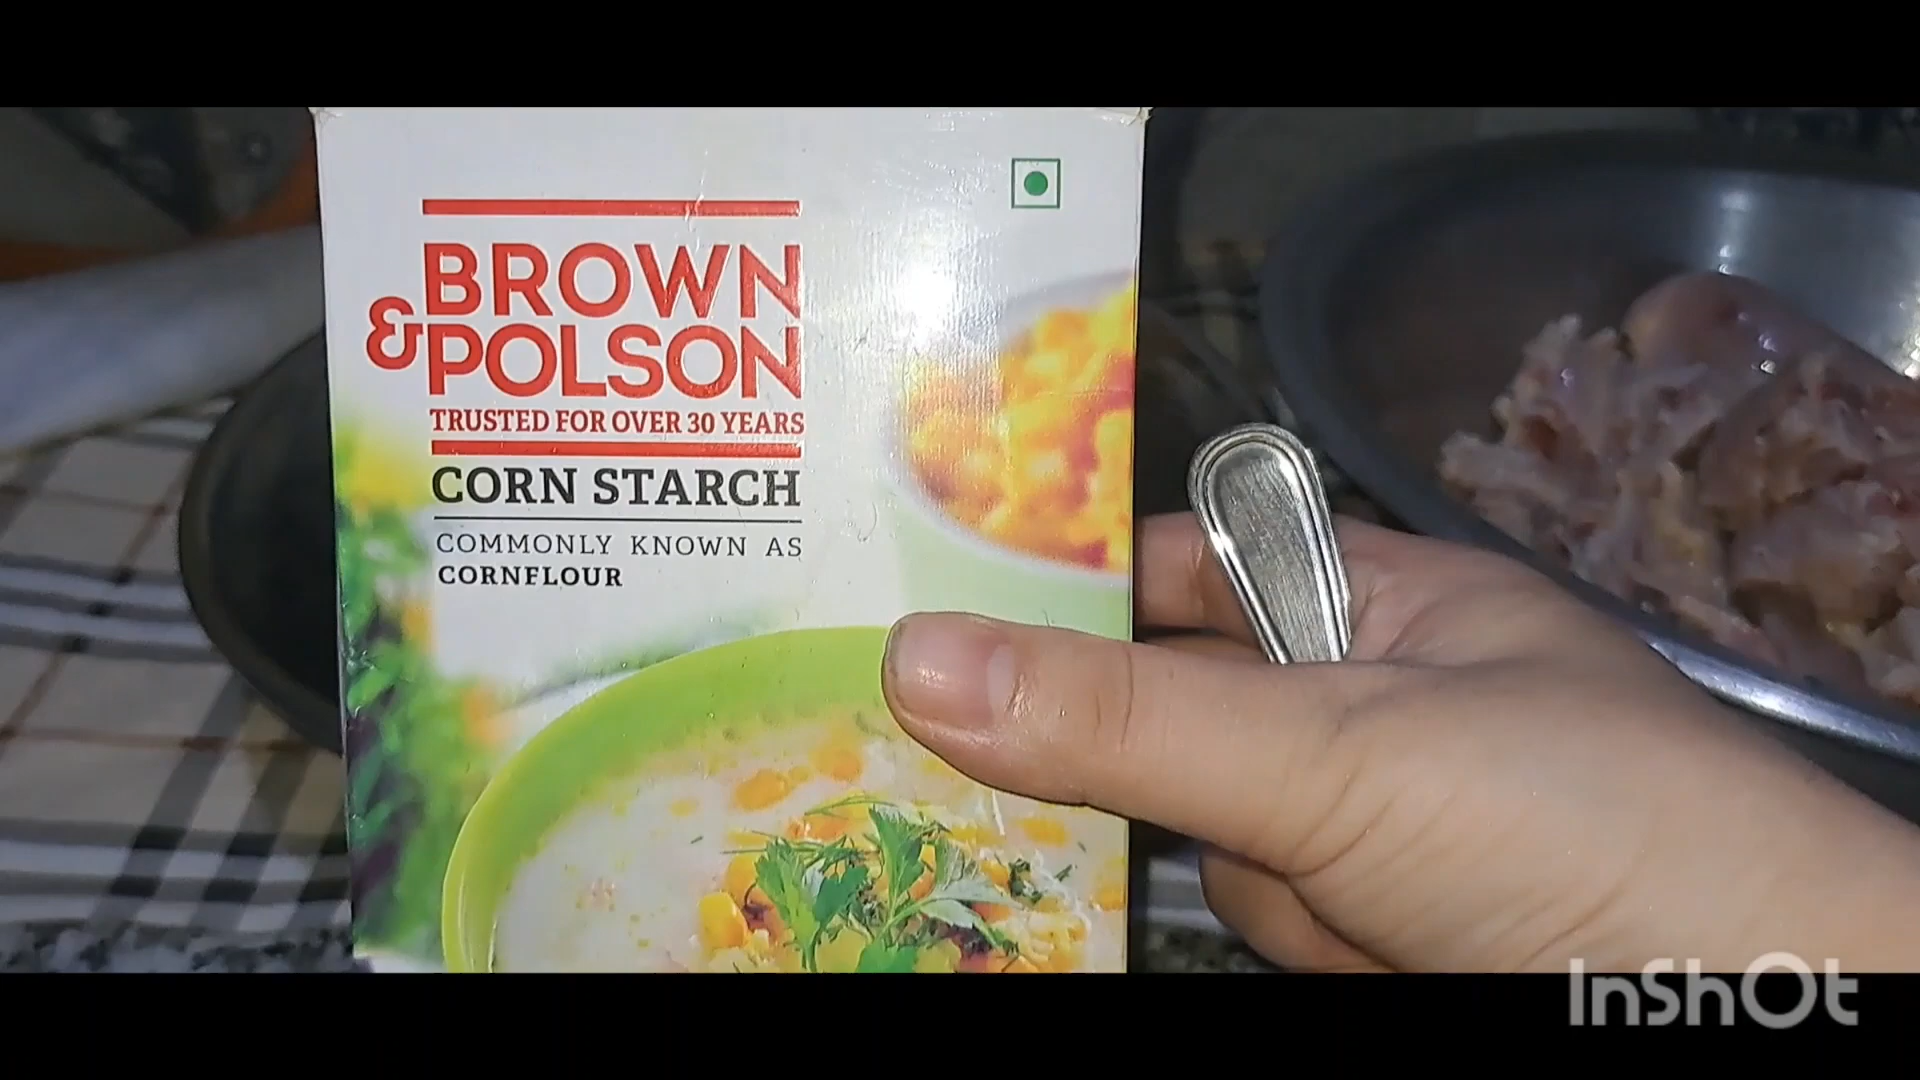 BROWN
& POLSON
TRUSTED FOR OVER 30 YEARS
CORN STARCH
COMMONLY KNOWN AS
CORNFLOUR
InShOt